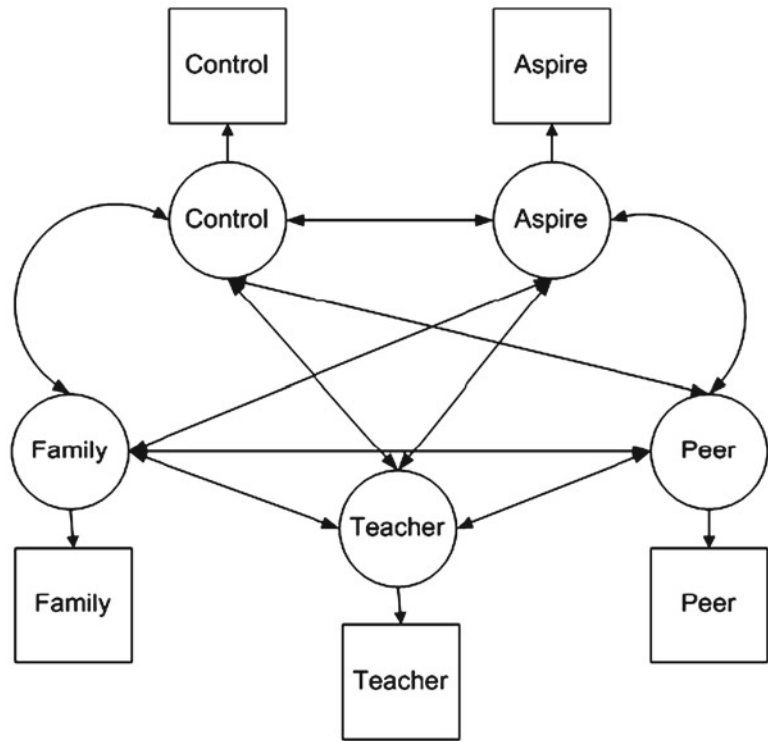 Control
Aspire
Control
Aspire
Family
Peer
Teacher
Family
Peer
Teacher